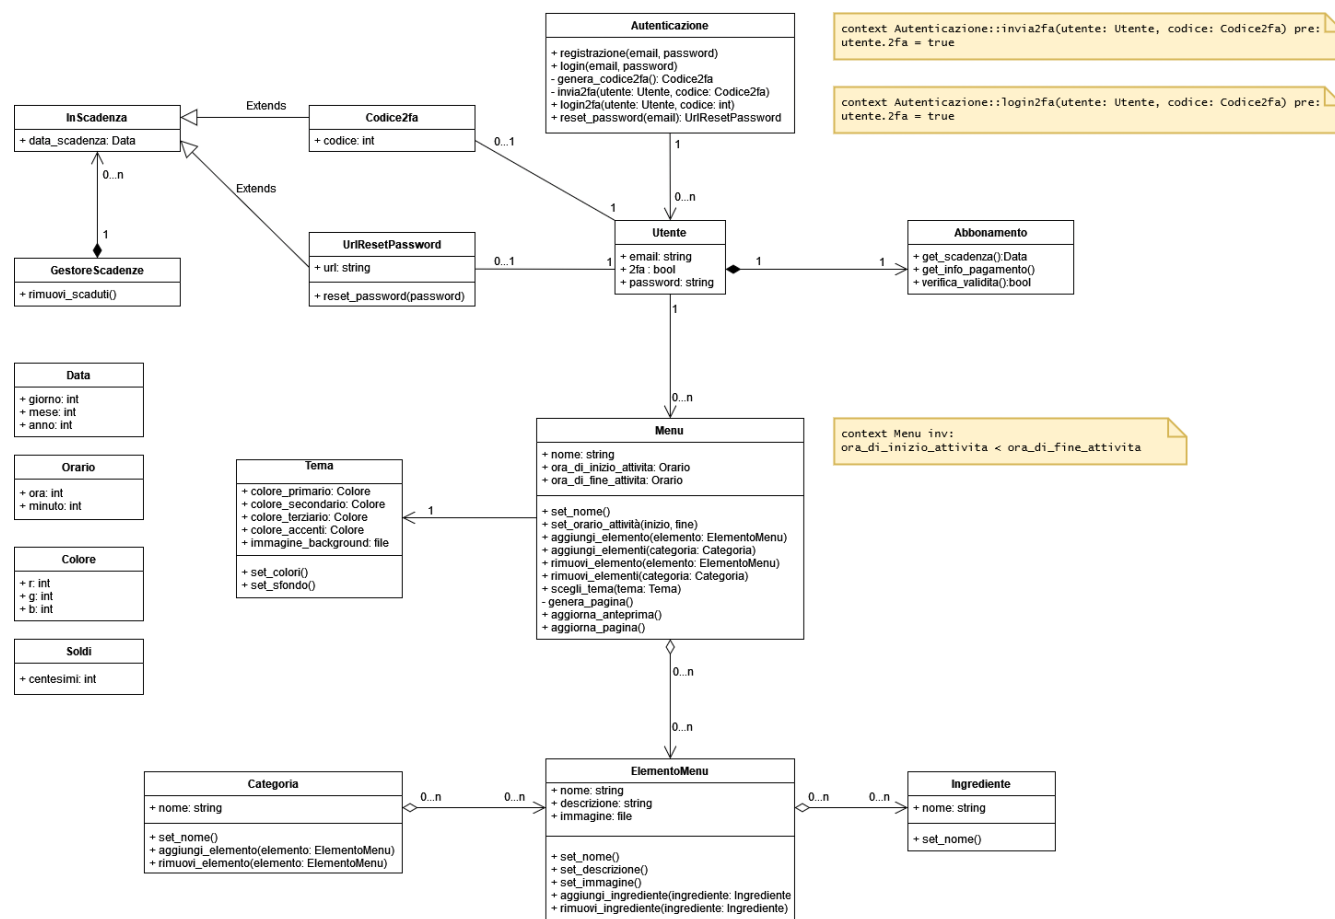 Autenticazione
+ registrazione(email, password)
+ login(email, password)
- genera_codice2fa(): Codice2fa
- invia2fa(utente: Utente, codice: Codice2fa)
+ login2fa(utente: Utente, codice: int)
+ reset_password(email): UrlResetPassword
context Autenticazione::invia2fa(utente: Utente, codice: Codice2fa) pre:
utente.2fa = true
context Autenticazione::login2fa(utente: Utente, codice: Codice2fa) pre:
utente.2fa = true
InScadenza
+ data_scadenza: Data
Extends
Codice2fa
+ codice: int
0...1
1
1
0...n
Extends
0...n
1
GestoreScadenze
+ rimuovi_scaduti()
UrlResetPassword
+ url: string
+ reset_password(password)
0...1
1
Utente
+ email: string
+ 2fa : bool
+ password: string
1
1
Abbonamento
+ get_scadenza():Data
+ get_info_pagamento()
+ verifica_validita():bool
1
0...n
Data
+ giorno: int
+ mese: int
+ anno: int
Orario
+ ora: int
+ minuto: int
Colore
+ r: int
+ g: int
+ b: int
Soldi
+ centesimi: int
Tema
+ colore_primario: Colore
+ colore_secondario: Colore
+ colore_terziario: Colore
+ colore_accenti: Colore
+ immagine_background: file
+ set_colori()
+ set_sfondo()
1
Menu
+ nome: string
+ ora_di_inizio_attivita: Orario
+ ora_di_fine_attivita: Orario
+ set_nome()
+ set_orario_attività(inizio, fine)
+ aggiungi_elemento(elemento: ElementoMenu)
+ aggiungi_elementi(categoria: Categoria)
+ rimuovi_elemento(elemento: ElementoMenu)
+ rimuovi_elementi(categoria: Categoria)
+ scegli_tema(tema: Tema)
- genera_pagina()
+ aggiorna_anteprima()
+ aggiorna_pagina()
context Menu inv:
ora_di_inizio_attivita < ora_di_fine_attivita
0...n
0...n
Categoria
+ nome: string
+ set_nome()
+ aggiungi_elemento(elemento: ElementoMenu)
+ rimuovi_elemento(elemento: ElementoMenu)
0...n
0...n
ElementoMenu
+ nome: string
+ descrizione: string
+ immagine: file
+ set_nome()
+ set_descrizione()
+ set_immagine()
+ aggiungi_ingrediente(ingrediente: Ingrediente
+ rimuovi_ingrediente(ingrediente: Ingrediente)
0...n
0...n
Ingrediente
+ nome: string
+ set_nome()